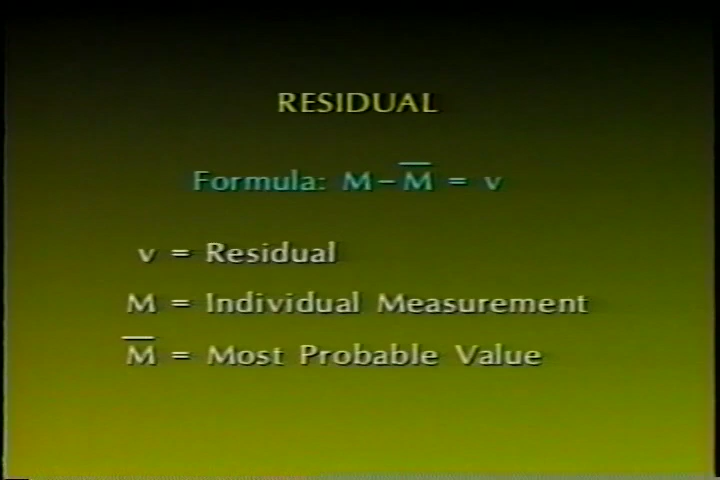 RESIDUAL
Formula: M – M̅ = v
v = Residual
M = Individual Measurement
M̅ = Most Probable Value